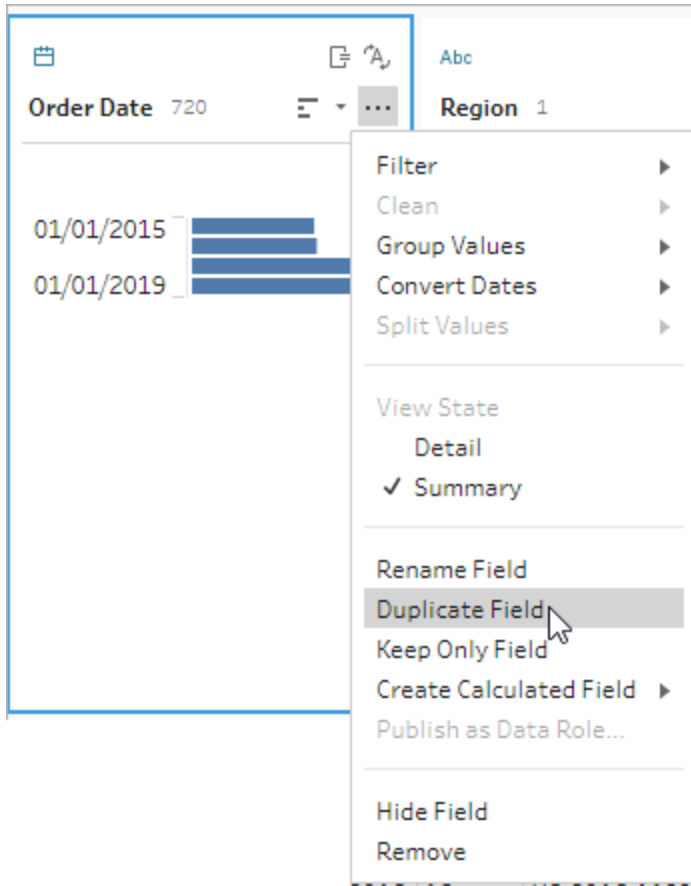 Abc
Order Date 720
Region 1
01/01/2015
01/01/2019
Filter
Clean
Group Values
Convert Dates
Split Values
View State
Detail
Summary
Rename Field
Duplicate Field
Keep Only Field
Create Calculated Field
Publish as Data Role...
Hide Field
Remove